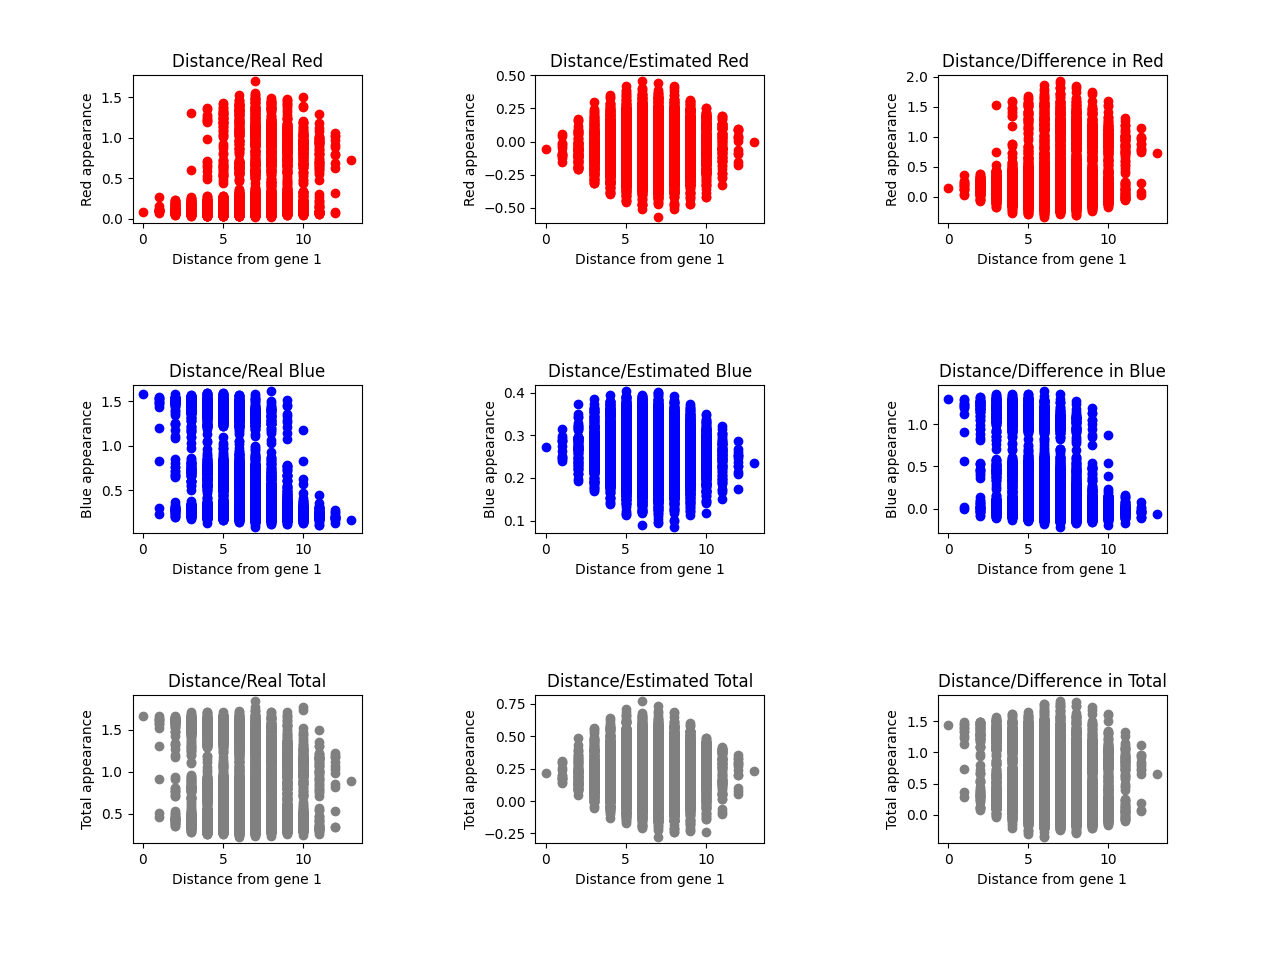 Distance/Real Red
Distance/Estimated Red
Distance/Difference in Red
Red appearance
1.5
1.0
0.5
0.0
0 5 10
Distance from gene 1
Red appearance
0.50
0.25
0.00
−0.25
−0.50
0 5 10
Distance from gene 1
Red appearance
2.0
1.5
1.0
0.5
0.0
0 5 10
Distance from gene 1
Distance/Real Blue
Distance/Estimated Blue
Distance/Difference in Blue
Blue appearance
1.5
1.0
0.5
0 5 10
Distance from gene 1
Blue appearance
0.4
0.3
0.2
0.1
0 5 10
Distance from gene 1
Blue appearance
1.0
0.5
0.0
0 5 10
Distance from gene 1
Distance/Real Total
Distance/Estimated Total
Distance/Difference in Total
Total appearance
1.5
1.0
0.5
0 5 10
Distance from gene 1
Total appearance
0.75
0.50
0.25
0.00
−0.25
0 5 10
Distance from gene 1
Total appearance
1.5
1.0
0.5
0.0
0 5 10
Distance from gene 1